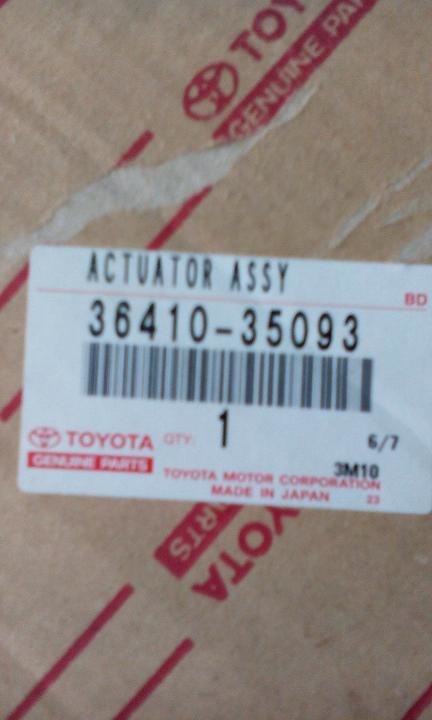 TOYOTA
GENUINE PARTS
ACTUATOR ASSY
BD
36410-35093
TOYOTA QTY: 1 6/7
GENUINE PARTS 3M10
TOYOTA MOTOR CORPORATION
MADE IN JAPAN 23
PARTS
TOYOTA